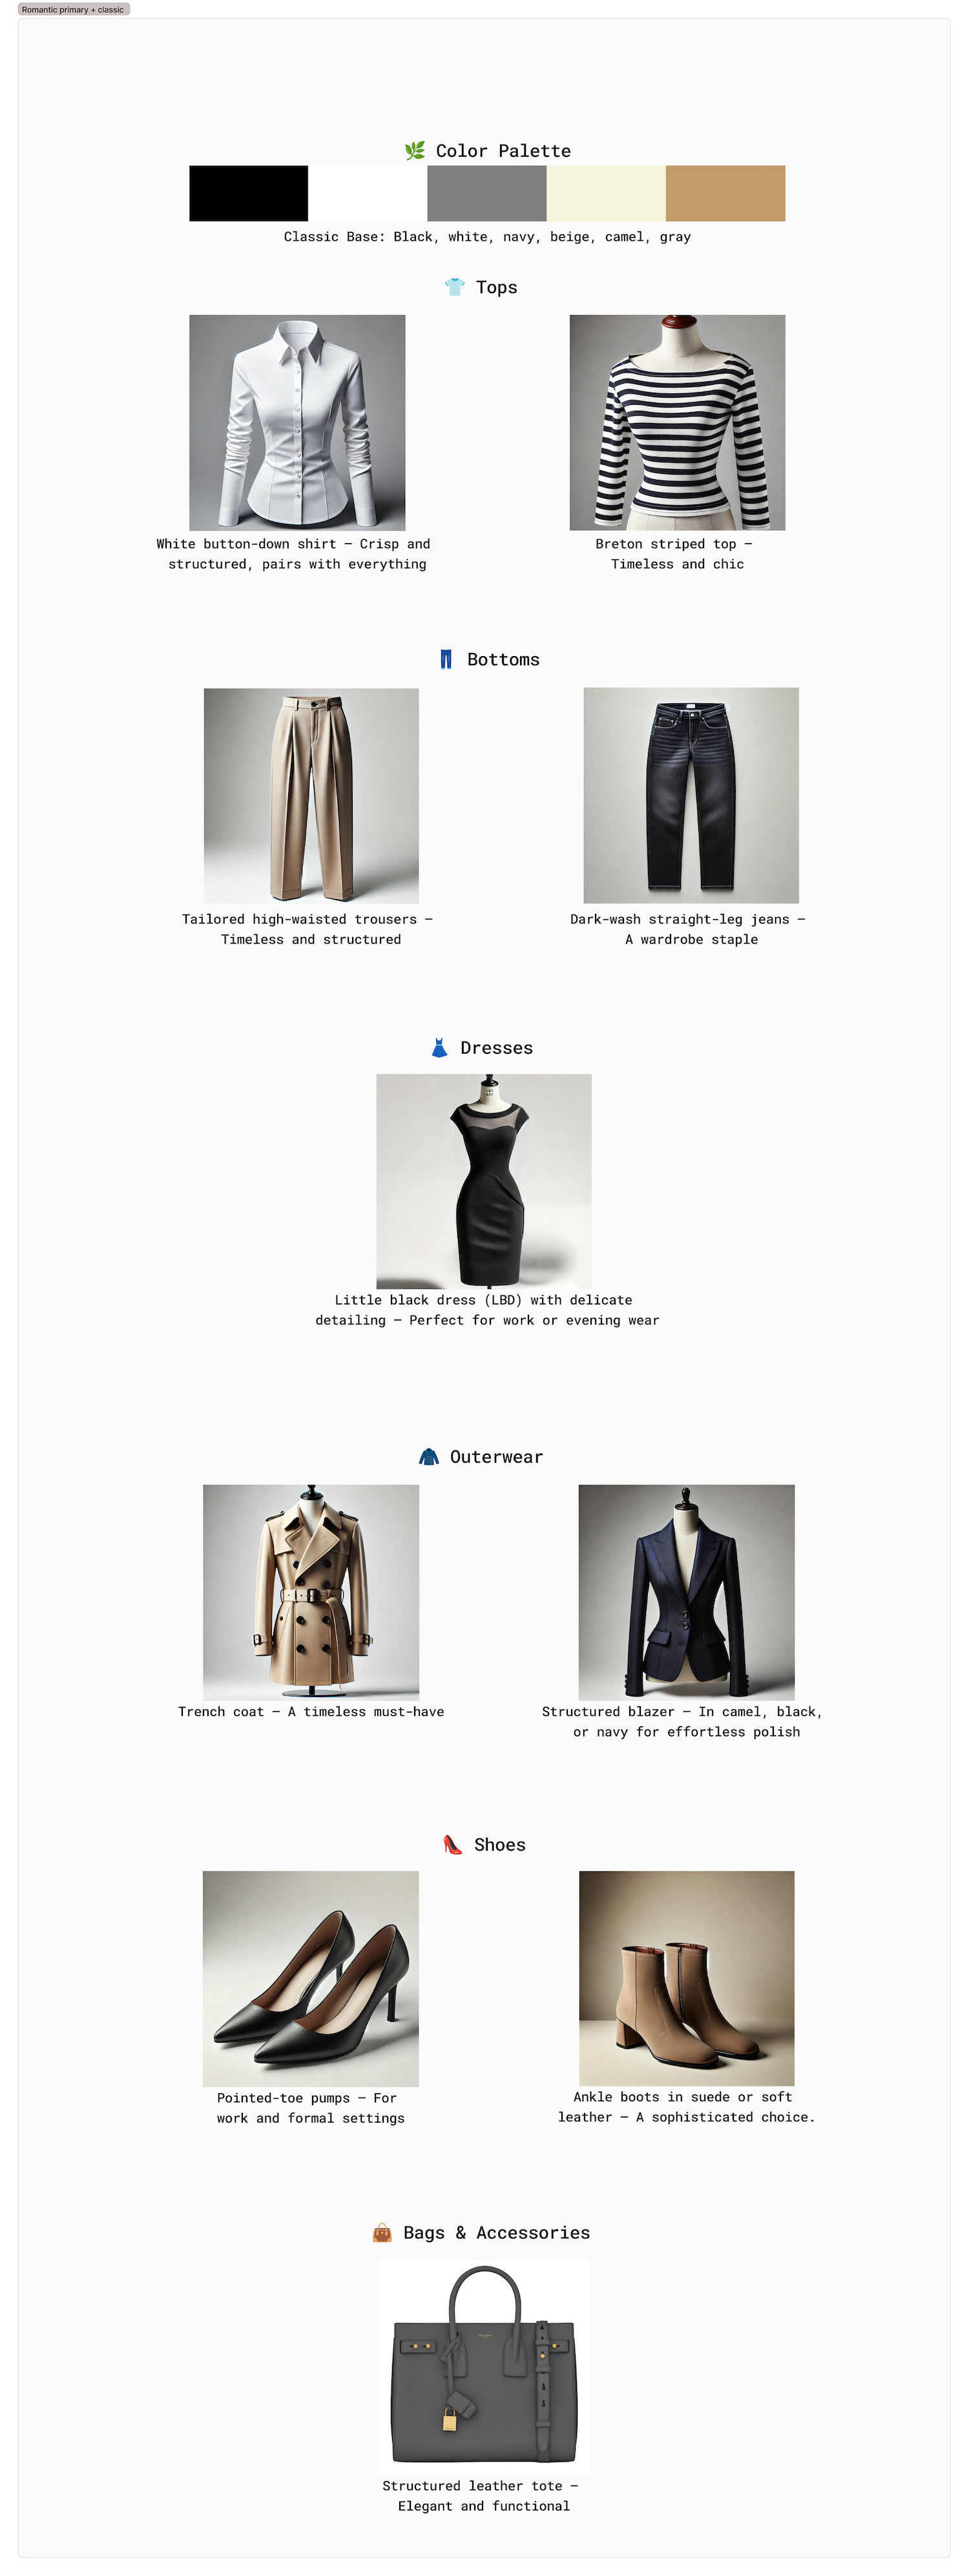 Romantic primary + classic
🌿 Color Palette
Classic Base: Black, white, navy, beige, camel, gray
👕 Tops
White button-down shirt – Crisp and
structured, pairs with everything
Breton striped top –
Timeless and chic
👖 Bottoms
Tailored high-waisted trousers –
Timeless and structured
Dark-wash straight-leg jeans –
A wardrobe staple
👗 Dresses
Little black dress (LBD) with delicate
detailing – Perfect for work or evening wear
🧥 Outerwear
Trench coat – A timeless must-have
Structured blazer – In camel, black,
or navy for effortless polish
👠 Shoes
Pointed-toe pumps – For
work and formal settings
Ankle boots in suede or soft
leather – A sophisticated choice.
👜 Bags & Accessories
Structured leather tote –
Elegant and functional